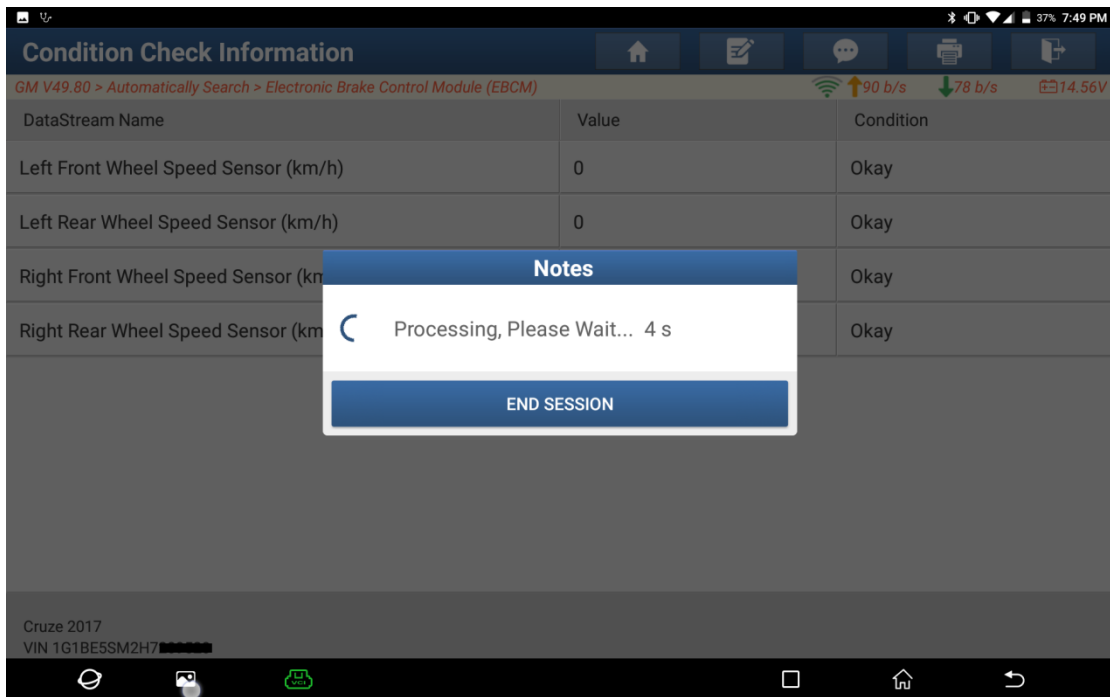 37% 7:49 PM
Condition Check Information
GM V49.80 > Automatically Search > Electronic Brake Control Module (EBCM) 90 b/s 78 b/s 14.56V
DataStream Name Value Condition
Left Front Wheel Speed Sensor (km/h) 0 Okay
Left Rear Wheel Speed Sensor (km/h) 0 Okay
Notes
Right Front Wheel Speed Sensor (km Okay
Processing, Please Wait... 4 s
Right Rear Wheel Speed Sensor (km Okay
END SESSION
Cruze 2017
VIN 1G1BE5SM2H7
VCI